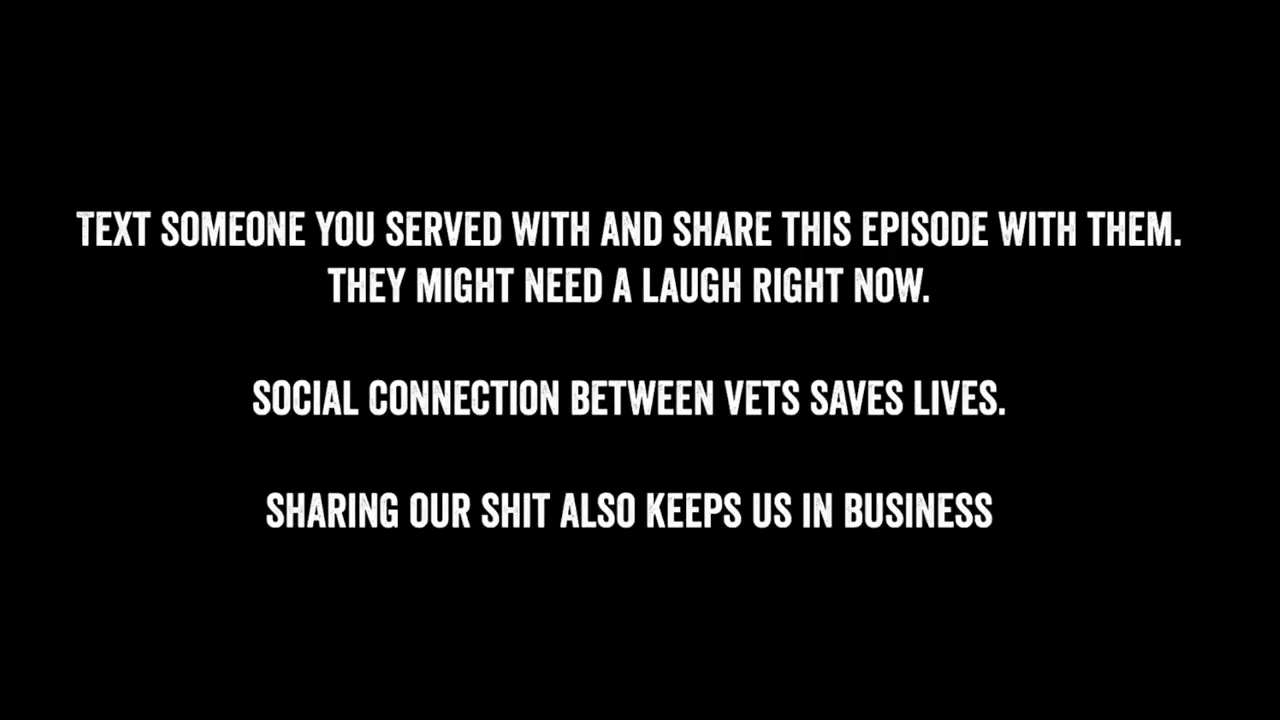 TEXT SOMEONE YOU SERVED WITH AND SHARE THIS EPISODE WITH THEM.
THEY MIGHT NEED A LAUGH RIGHT NOW.
SOCIAL CONNECTION BETWEEN VETS SAVES LIVES.
SHARING OUR SHIT ALSO KEEPS US IN BUSINESS